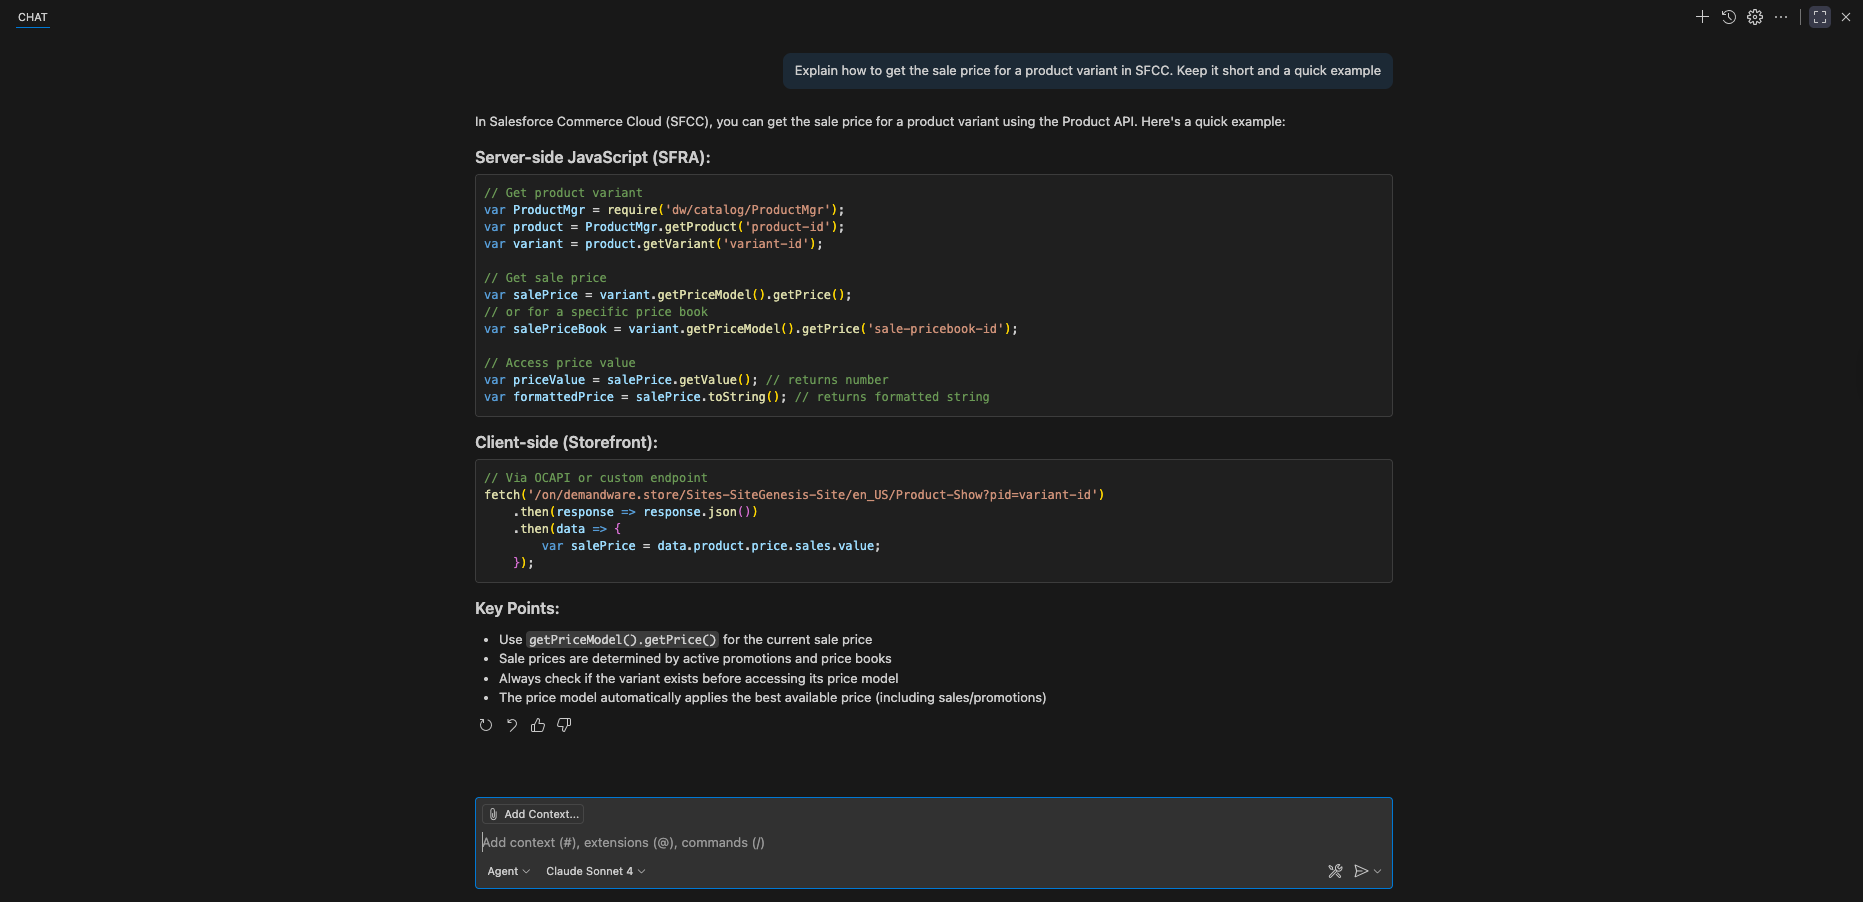 CHAT
Explain how to get the sale price for a product variant in SFCC. Keep it short and a quick example
In Salesforce Commerce Cloud (SFCC), you can get the sale price for a product variant using the Product API. Here's a quick example:
Server-side JavaScript (SFRA):
// Get product variant
var ProductMgr = require('dw/catalog/ProductMgr');
var product = ProductMgr.getProduct('product-id');
var variant = product.getVariant('variant-id');
// Get sale price
var salePrice = variant.getPriceModel().getPrice();
// or for a specific price book
var salePriceBook = variant.getPriceModel().getPrice('sale-pricebook-id');
// Access price value
var priceValue = salePrice.getValue(); // returns number
var formattedPrice = salePrice.toString(); // returns formatted string
Client-side (Storefront):
// Via OCAPI or custom endpoint
fetch('/on/demandware.store/Sites-SiteGenesis-Site/en_US/Product-Show?pid=variant-id')
    .then(response => response.json())
    .then(data => {
        var salePrice = data.product.price.sales.value;
    });
Key Points:
• Use getPriceModel().getPrice() for the current sale price
• Sale prices are determined by active promotions and price books
• Always check if the variant exists before accessing its price model
• The price model automatically applies the best available price (including sales/promotions)
Add Context...
Add context (#), extensions (@), commands (/)
Agent Claude Sonnet 4